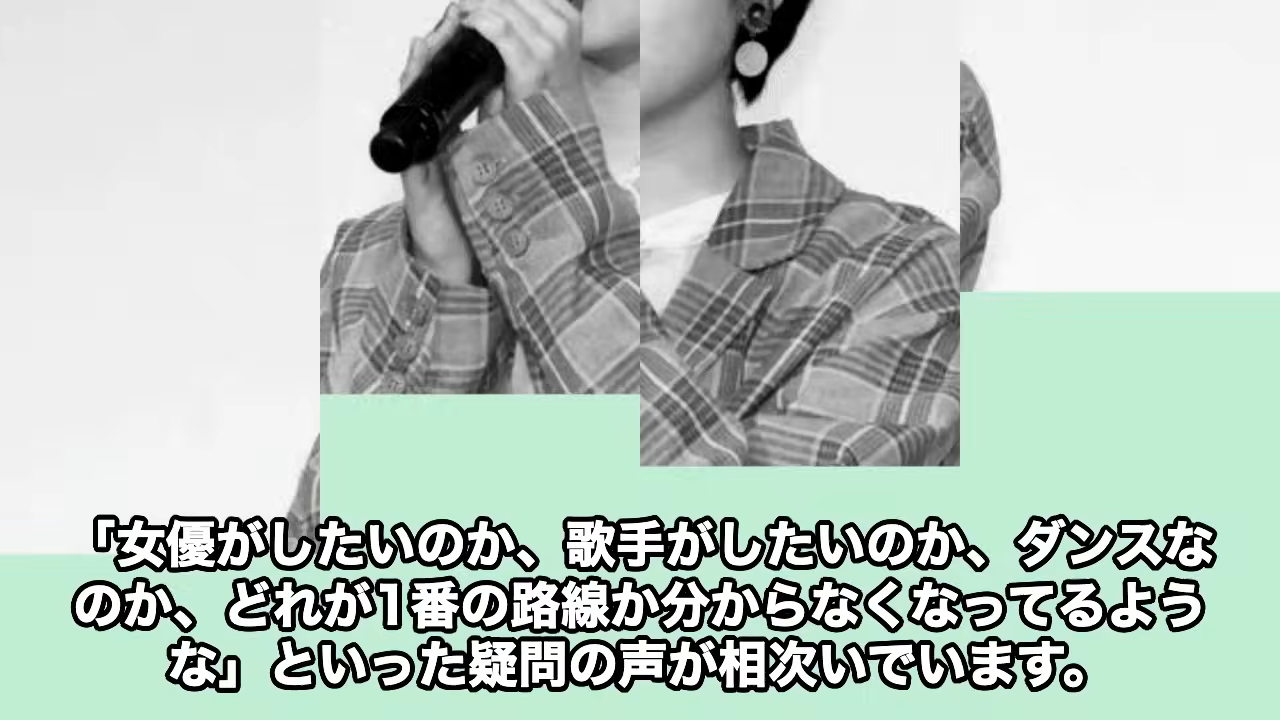 「女優がしたいのか、歌手がしたいのか、ダンスな
のか、どれが1番の路線か分からなくなってるよう
な」といった疑問の声が相次いでいます。